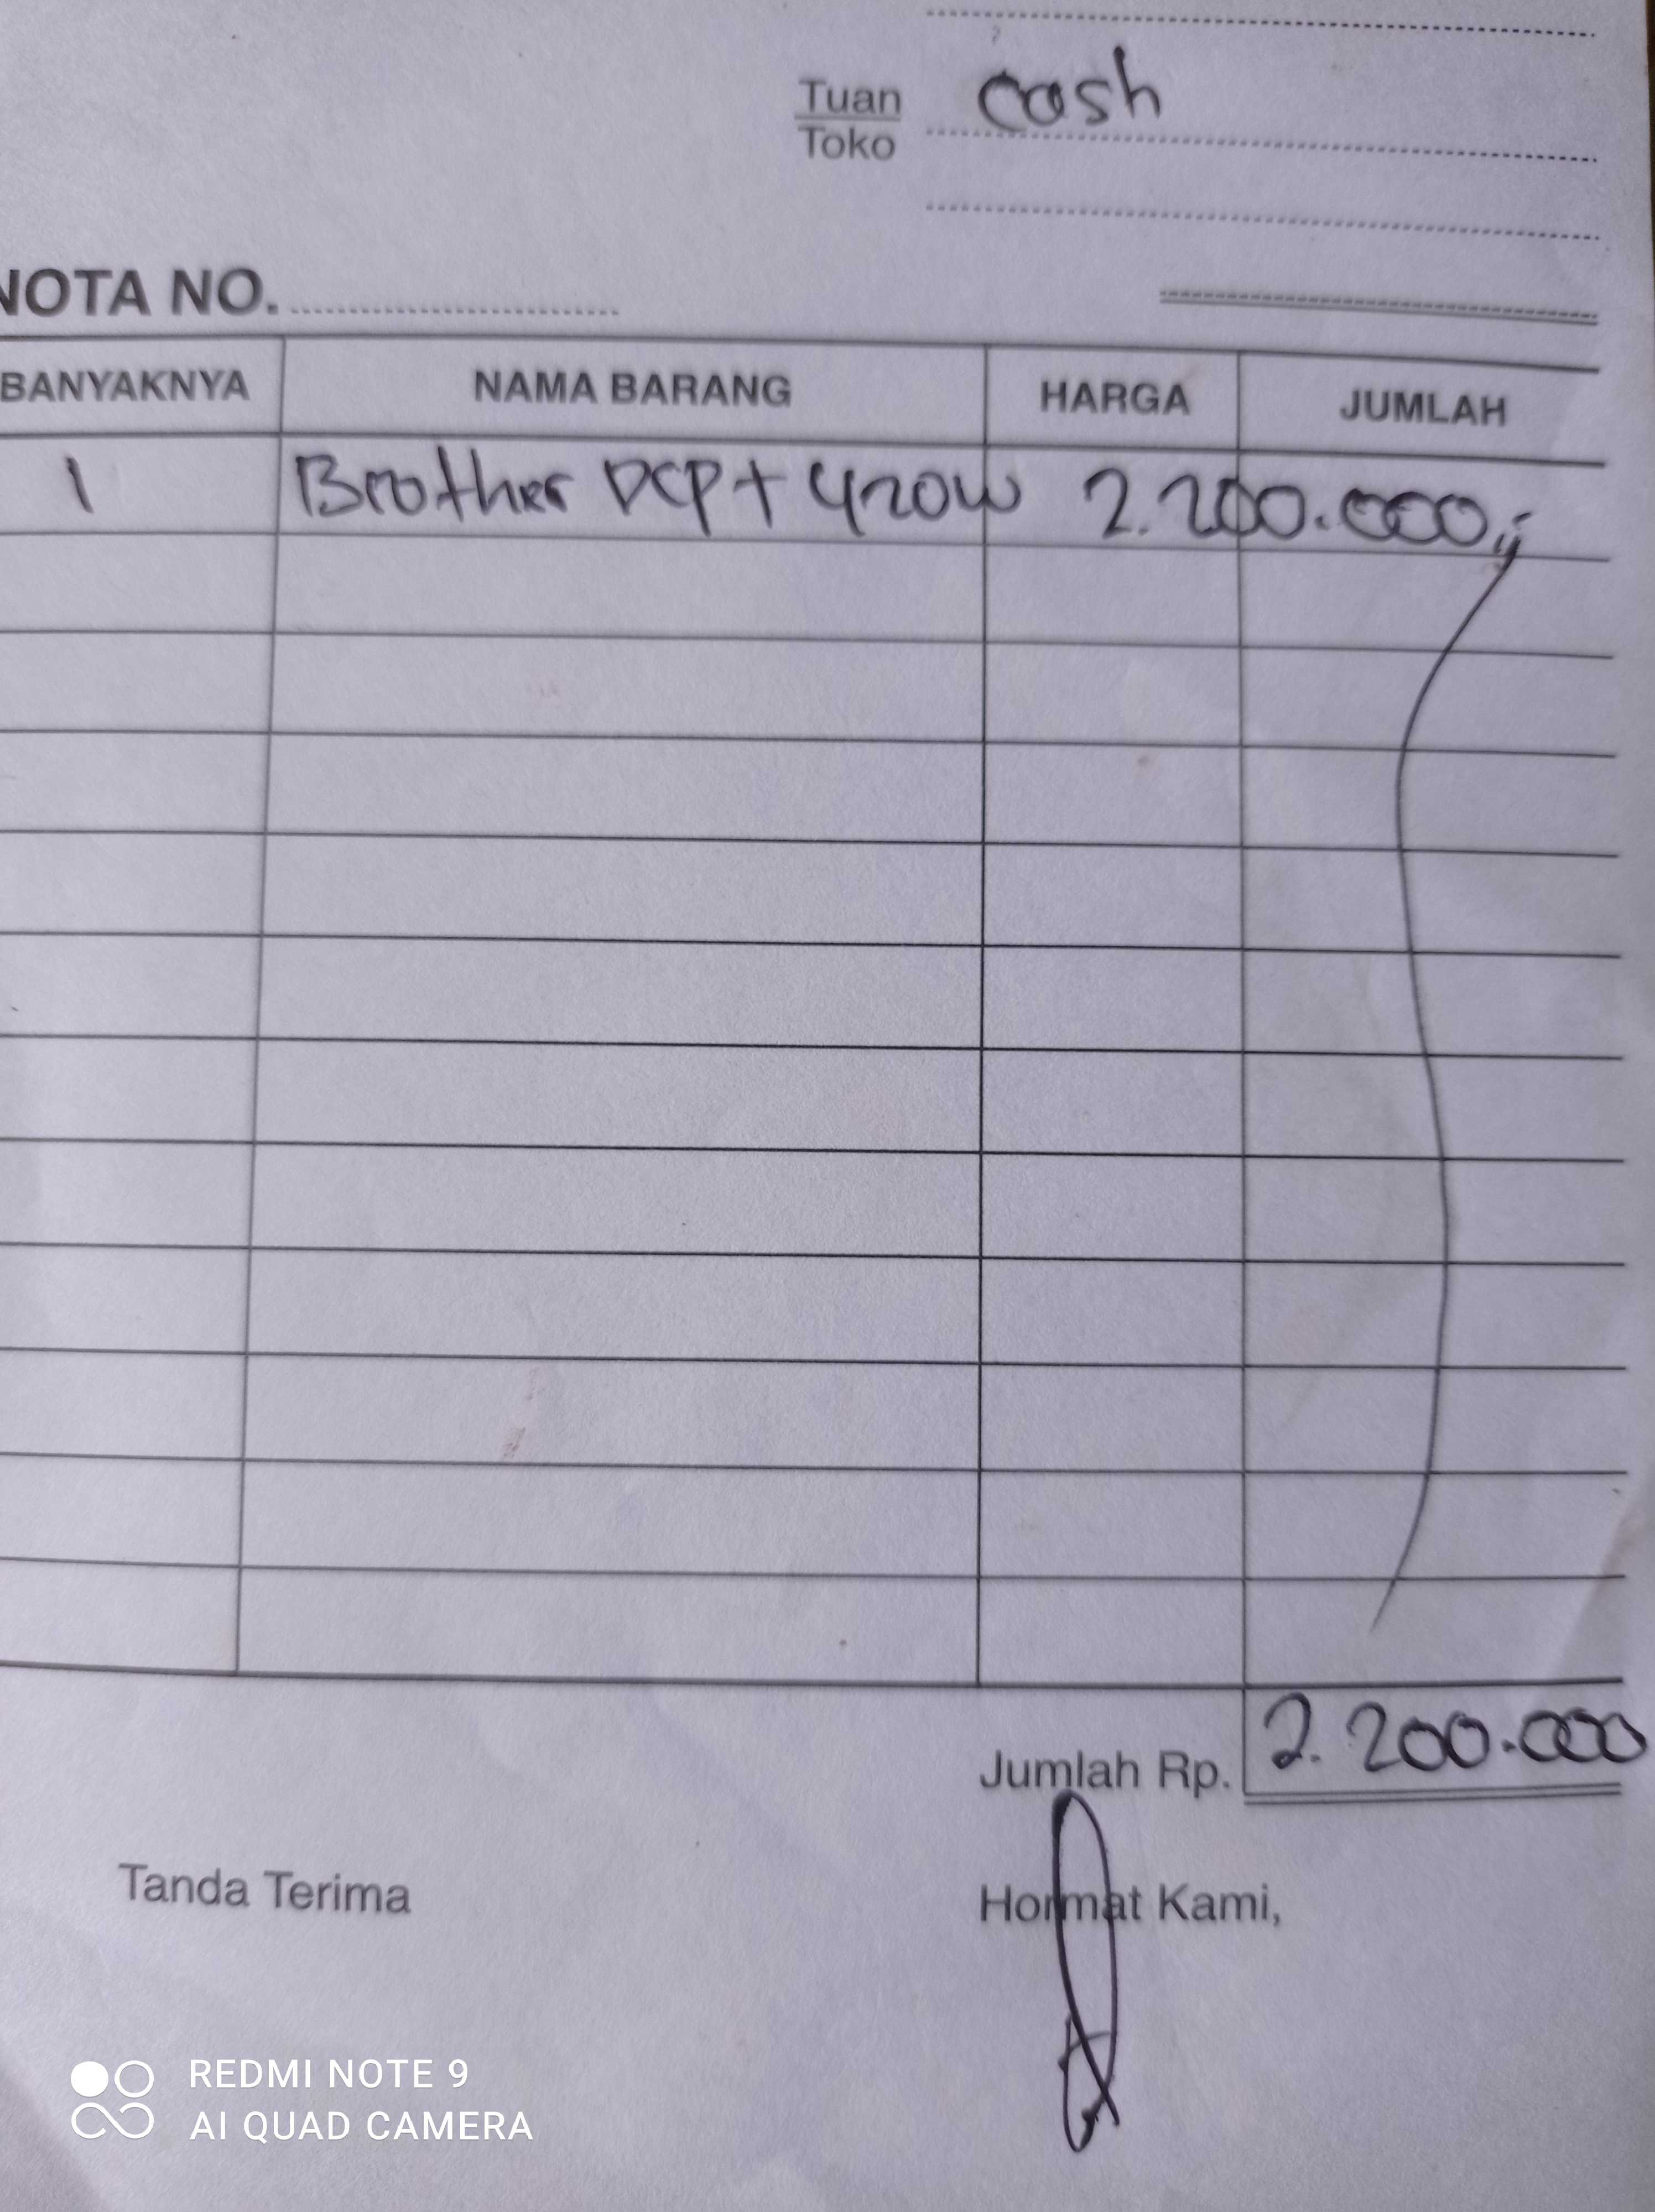 Tuan cash
Toko
NOTA NO.
BANYAKNYA NAMA BARANG HARGA JUMLAH
1 Brother DCP T 420W 2.200.000,-
Jumlah Rp. 2.200.000
Tanda Terima Hormat Kami,
REDMI NOTE 9
AI QUAD CAMERA